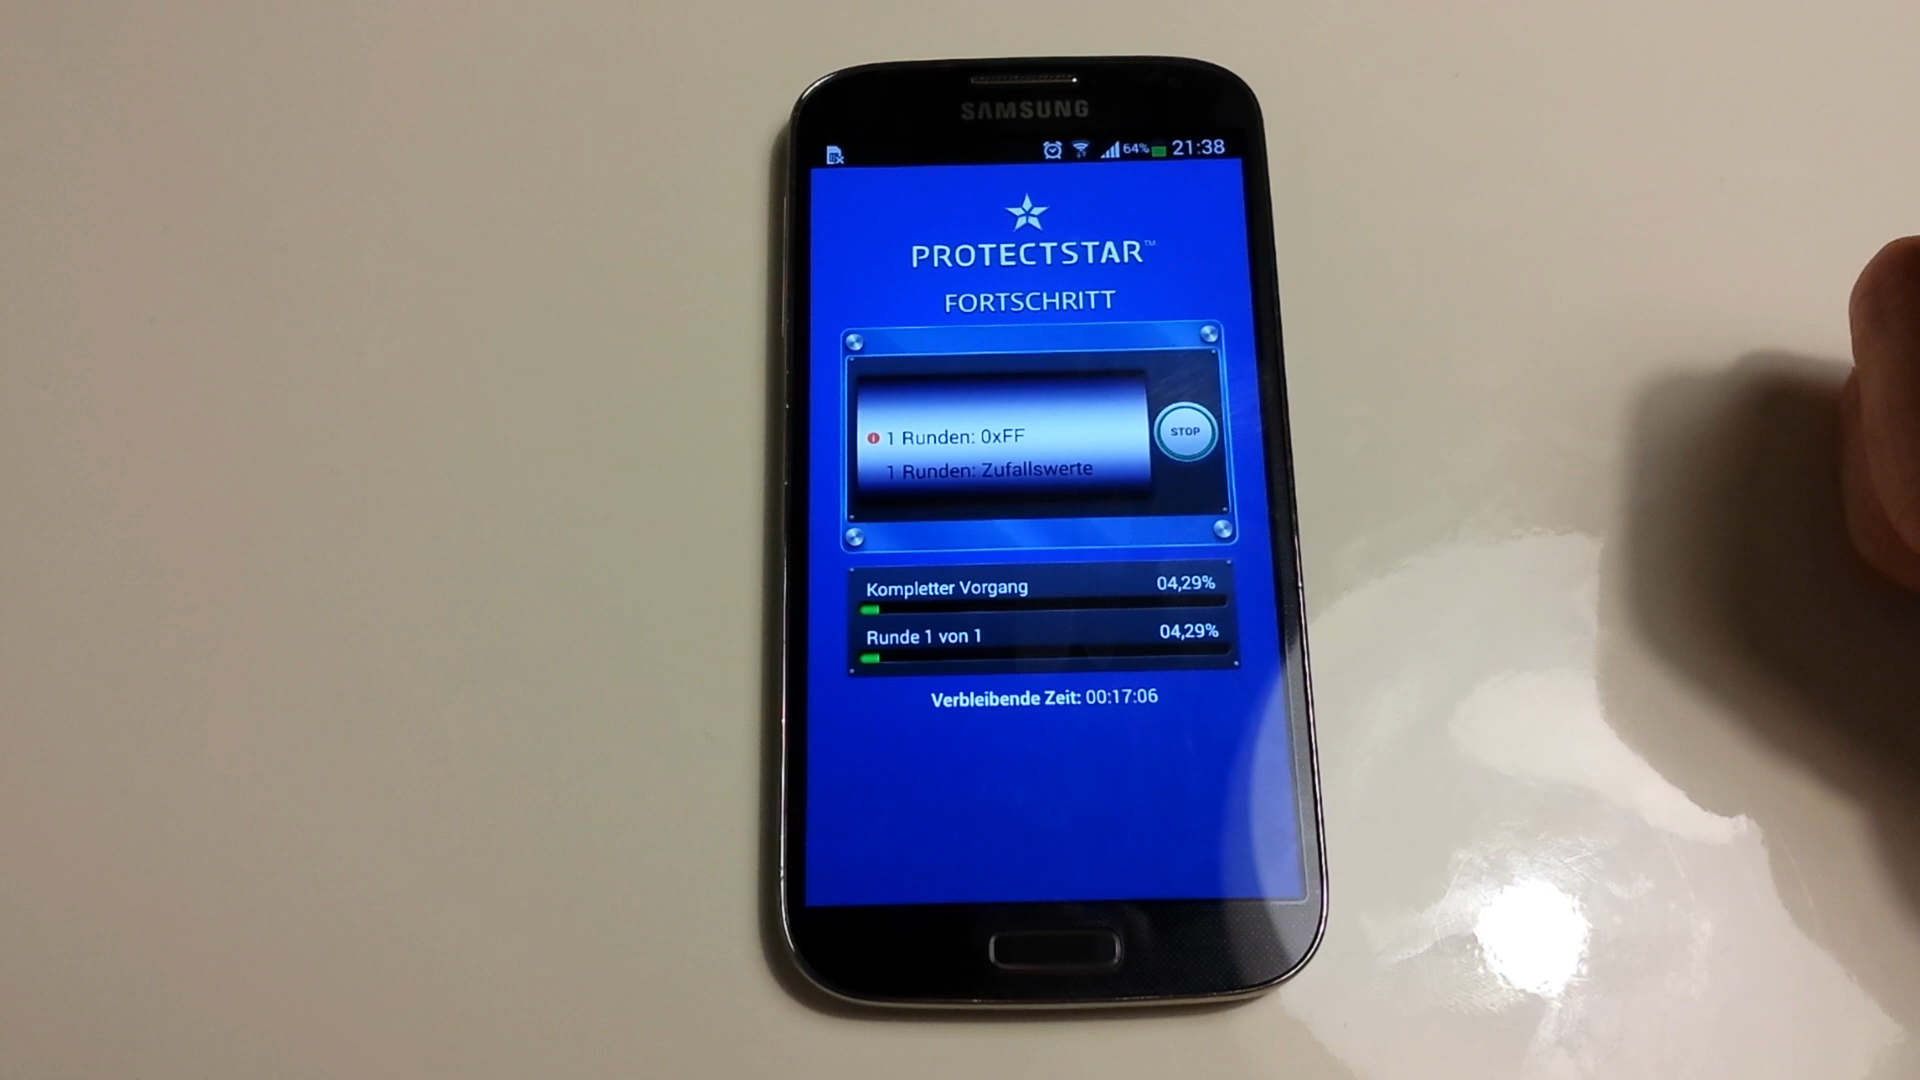 SAMSUNG
64% 21:38
PROTECTSTAR™
FORTSCHRITT
1 Runden: 0xFF
STOP
1 Runden: Zufallswerte
Kompletter Vorgang 04,29%
Runde 1 von 1 04,29%
Verbleibende Zeit: 00:17:06